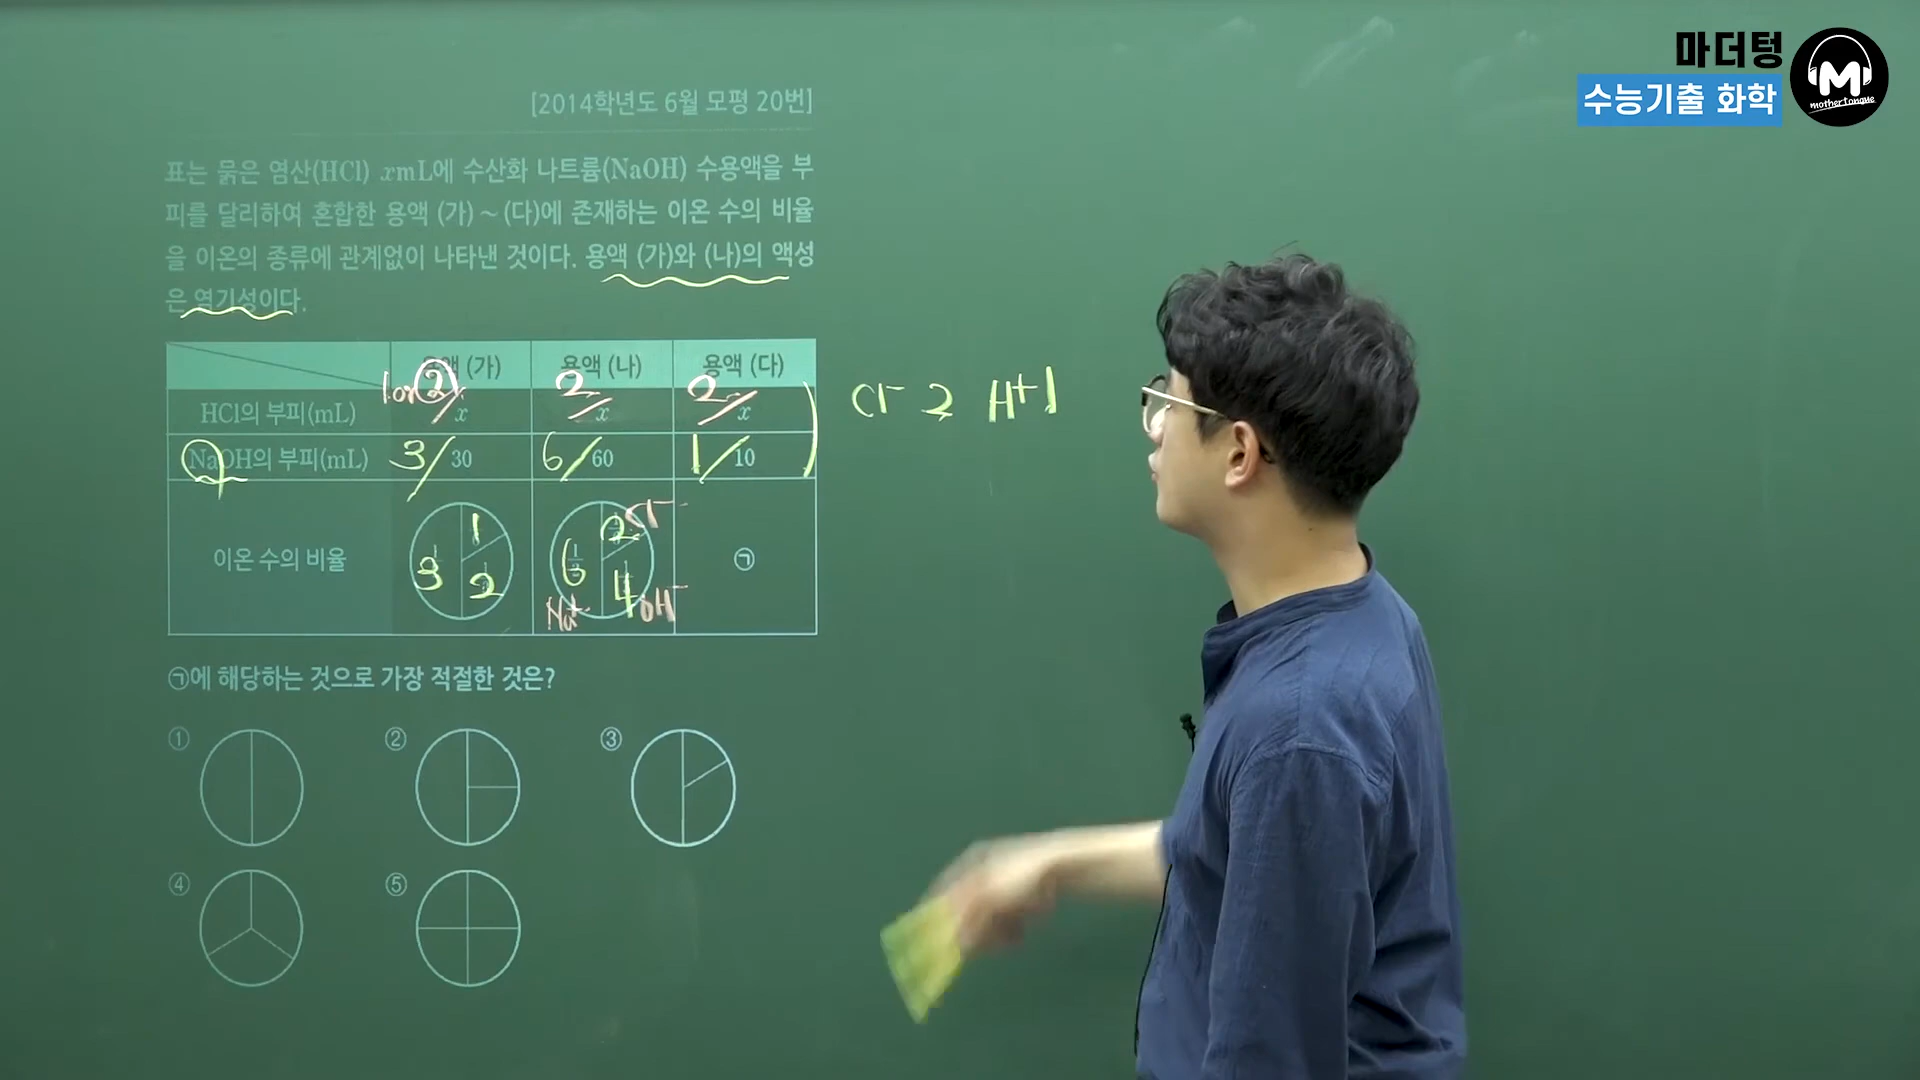 마더텅
수능기출 화학
M
mothertongue
[2014학년도 6월 모평 20번]
표는 묽은 염산(HCl) xmL에 수산화 나트륨(NaOH) 수용액을 부
피를 달리하여 혼합한 용액 (가)~(다)에 존재하는 이온 수의 비율
을 이온의 종류에 관계없이 나타낸 것이다. 용액 (가)와 (나)의 액성
은 염기성이다.
용액 (가) 용액 (나) 용액 (다)
1or 2 2 2
HCl의 부피(mL) x x x
Cl- 2 H+ 1
NaOH의 부피(mL) 3/30 6/60 1/10
이온 수의 비율 3 1 2 6 2 Cl- 4 OH- Na+ ㉠
㉠에 해당하는 것으로 가장 적절한 것은?
① ② ③
④ ⑤